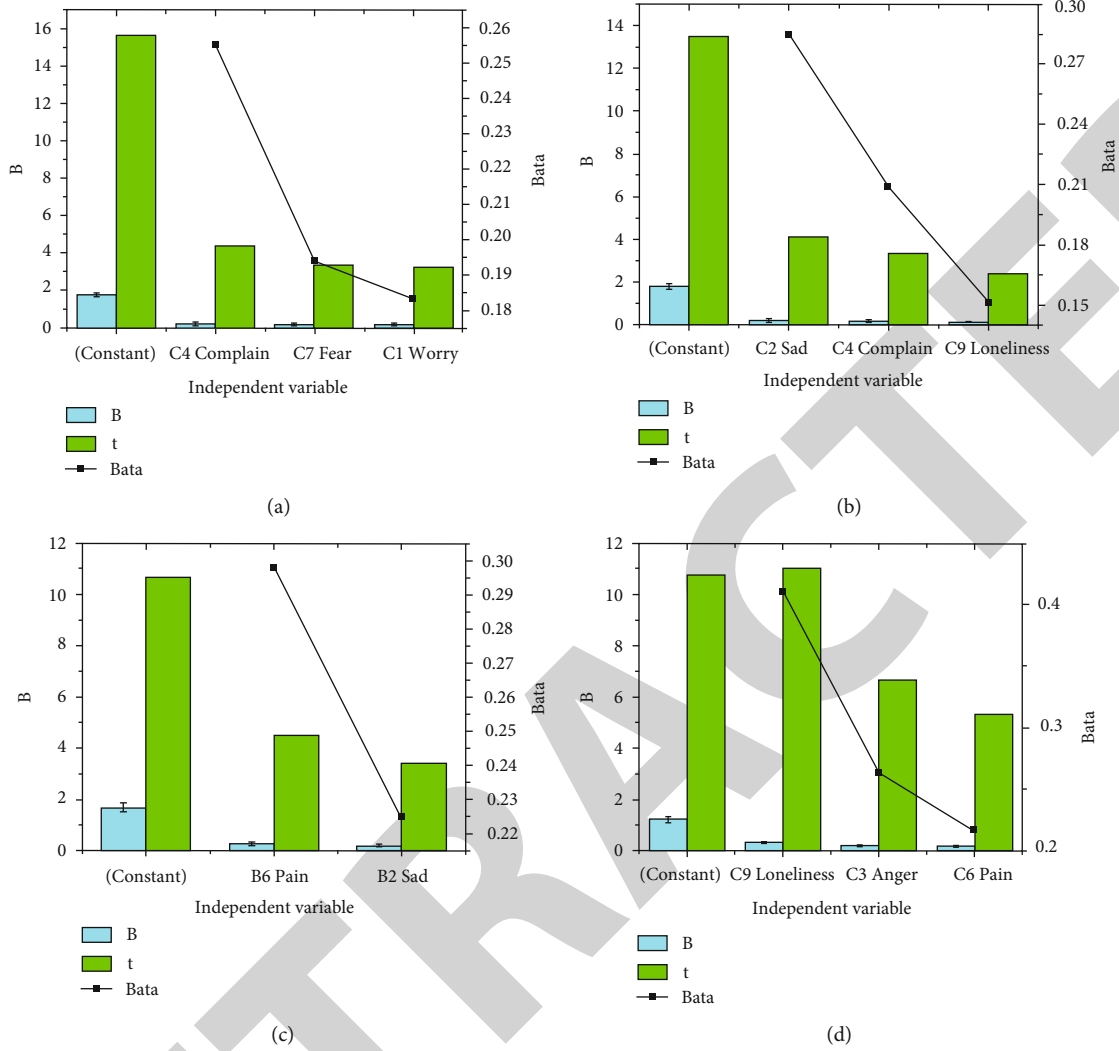 16
14
12
10
8
6
4
2
0
B
0.26
0.25
0.24
0.23
0.22
0.21
0.20
0.19
0.18
Bata
(Constant) C4 Complain C7 Fear C1 Worry
Independent variable
B
t
Bata
(a)
14
12
10
8
6
4
2
0
B
0.30
0.27
0.24
0.21
0.18
0.15
Bata
(Constant) C2 Sad C4 Complain C9 Loneliness
Independent variable
B
t
Bata
(b)
12
10
8
6
4
2
0
B
0.30
0.29
0.28
0.27
0.26
0.25
0.24
0.23
0.22
Bata
(Constant) B6 Pain B2 Sad
Independent variable
B
t
Bata
(c)
12
10
8
6
4
2
0
B
0.4
0.3
0.2
Bata
(Constant) C9 Loneliness C3 Anger C6 Pain
Independent variable
B
t
Bata
(d)
TRACTE